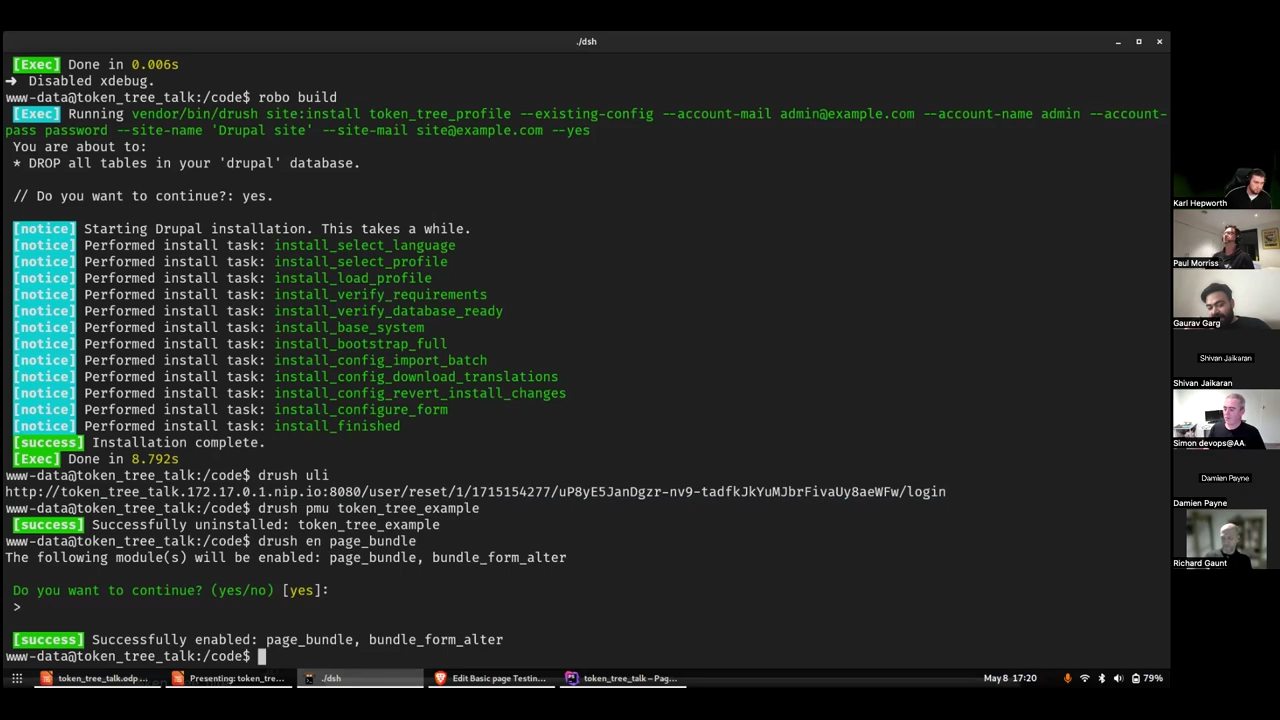 ./dsh
[Exec] Done in 0.006s
➜ Disabled xdebug.
www-data@token_tree_talk:/code$ robo build
[Exec] Running vendor/bin/drush site:install token_tree_profile --existing-config --account-mail admin@example.com --account-name admin --account-
pass password --site-name 'Drupal site' --site-mail site@example.com --yes
You are about to:
* DROP all tables in your 'drupal' database.
// Do you want to continue?: yes.
[notice] Starting Drupal installation. This takes a while.
[notice] Performed install task: install_select_language
[notice] Performed install task: install_select_profile
[notice] Performed install task: install_load_profile
[notice] Performed install task: install_verify_requirements
[notice] Performed install task: install_verify_database_ready
[notice] Performed install task: install_base_system
[notice] Performed install task: install_bootstrap_full
[notice] Performed install task: install_config_import_batch
[notice] Performed install task: install_config_download_translations
[notice] Performed install task: install_config_revert_install_changes
[notice] Performed install task: install_configure_form
[notice] Performed install task: install_finished
[success] Installation complete.
[Exec] Done in 8.792s
www-data@token_tree_talk:/code$ drush uli
http://token_tree_talk.172.17.0.1.nip.io:8080/user/reset/1/1715154277/uP8yE5JanDgzr-nv9-tadfkJkYuMJbrFivaUy8aeWFw/login
www-data@token_tree_talk:/code$ drush pmu token_tree_example
[success] Successfully uninstalled: token_tree_example
www-data@token_tree_talk:/code$ drush en page_bundle
The following module(s) will be enabled: page_bundle, bundle_form_alter
Do you want to continue? (yes/no) [yes]:
>
[success] Successfully enabled: page_bundle, bundle_form_alter
www-data@token_tree_talk:/code$
token_tree_talk.odp ... Presenting: token_tre... ./dsh Edit Basic page Testin... token_tree_talk – Pag... May 8 17:20 79%
Karl Hepworth
Paul Morriss
Gaurav Garg
Shivan Jaikaran
Shivan Jaikaran
Simon devops@AA.
Damien Payne
Damien Payne
Richard Gaunt